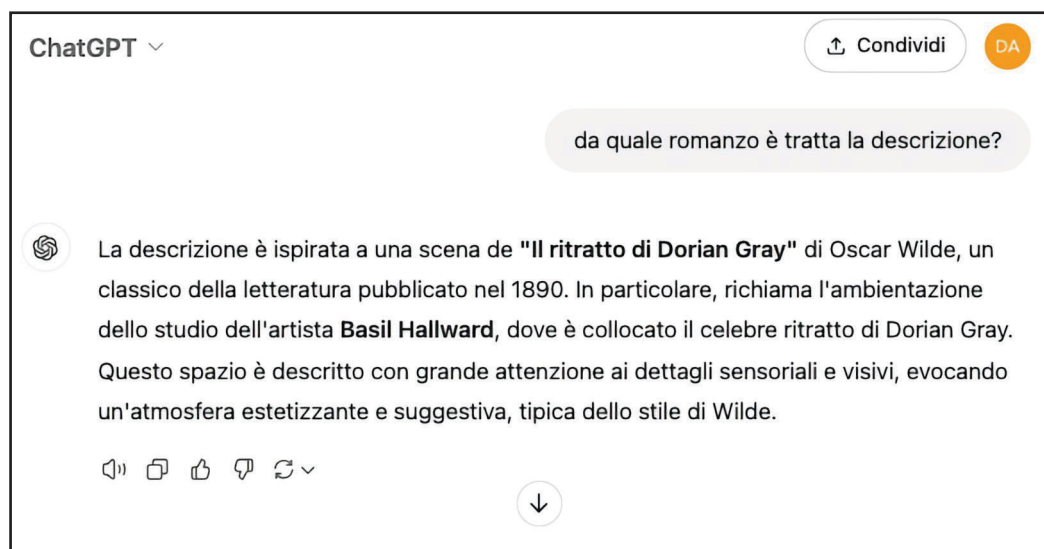 ChatGPT
Condividi
DA
da quale romanzo è tratta la descrizione?
La descrizione è ispirata a una scena de "Il ritratto di Dorian Gray" di Oscar Wilde, un
classico della letteratura pubblicato nel 1890. In particolare, richiama l'ambientazione
dello studio dell'artista Basil Hallward, dove è collocato il celebre ritratto di Dorian Gray.
Questo spazio è descritto con grande attenzione ai dettagli sensoriali e visivi, evocando
un'atmosfera estetizzante e suggestiva, tipica dello stile di Wilde.